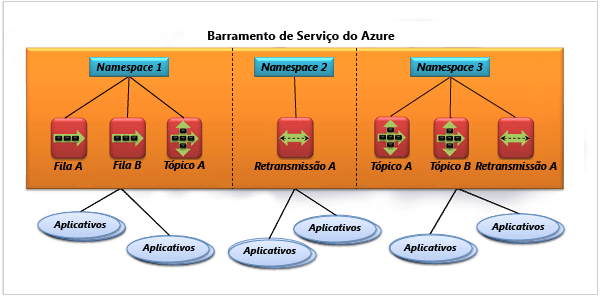 Barramento de Serviço do Azure
Namespace 1
Namespace 2
Namespace 3
Fila A
Fila B
Tópico A
Retransmissão A
Tópico A
Tópico B
Retransmissão A
Aplicativos
Aplicativos
Aplicativos
Aplicativos
Aplicativos
Aplicativos